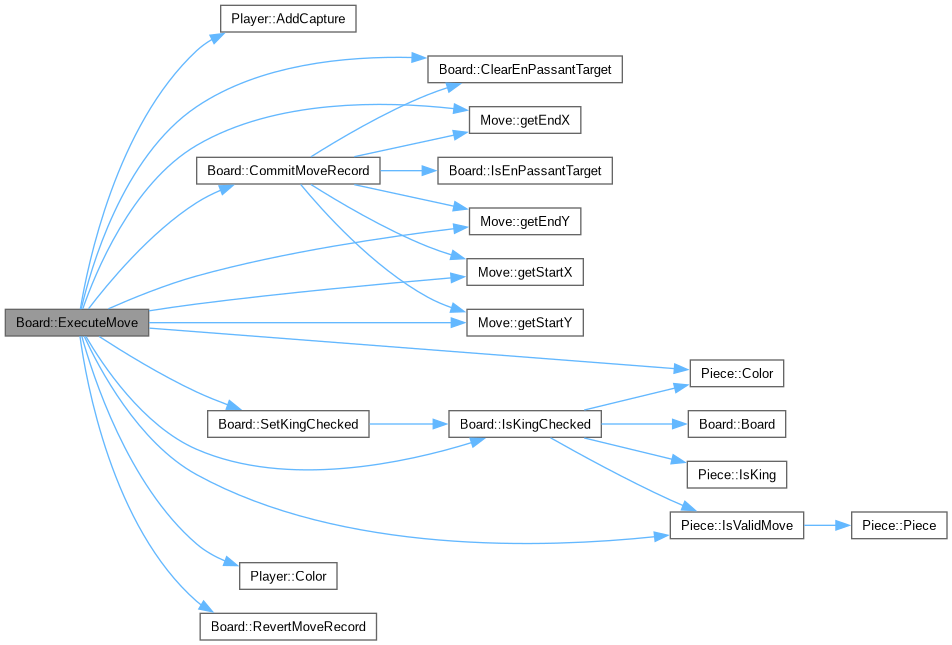 Player::AddCapture
Board::ClearEnPassantTarget
Move::getEndX
Board::CommitMoveRecord
Board::IsEnPassantTarget
Move::getEndY
Move::getStartX
Board::ExecuteMove
Move::getStartY
Piece::Color
Board::SetKingChecked
Board::IsKingChecked
Board::Board
Piece::IsKing
Piece::IsValidMove
Piece::Piece
Player::Color
Board::RevertMoveRecord